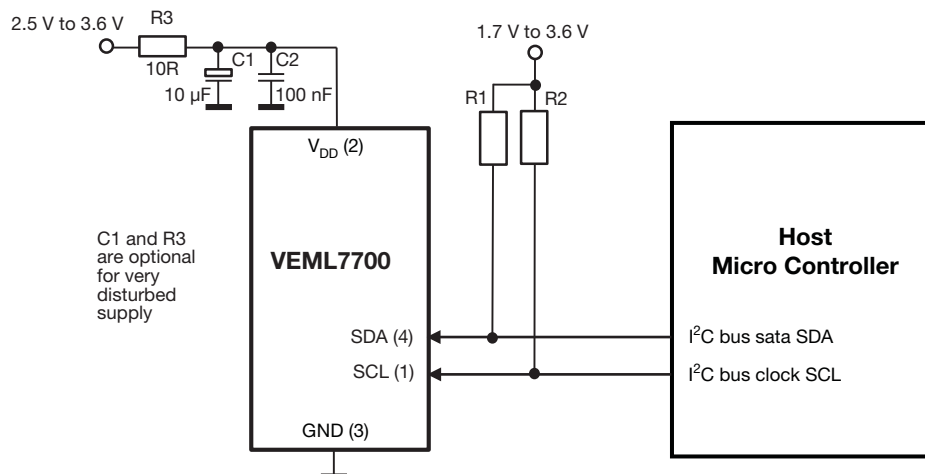 2.5 V to 3.6 V
R3
10R
C1
C2
10 µF
100 nF
1.7 V to 3.6 V
R1
R2
VDD (2)
C1 and R3
are optional
for very
disturbed
supply
VEML7700
Host
Micro Controller
SDA (4)
I²C bus sata SDA
SCL (1)
I²C bus clock SCL
GND (3)